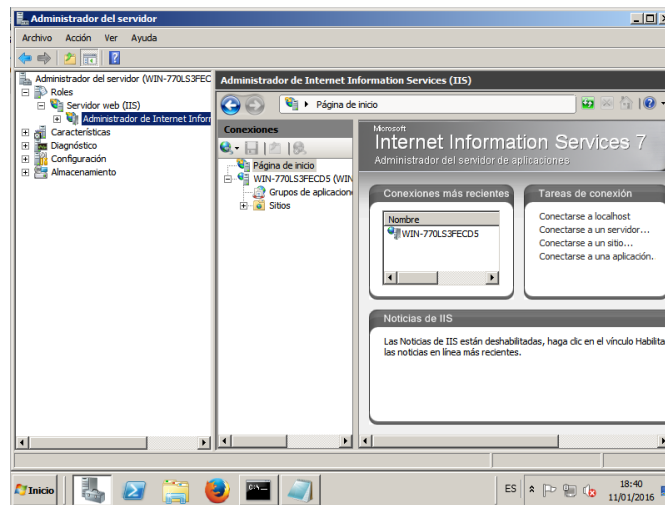 Administrador del servidor
Archivo Acción Ver Ayuda
Administrador del servidor (WIN-770LS3FEC
Roles
Servidor web (IIS)
Administrador de Internet Infor
Características
Diagnóstico
Configuración
Almacenamiento
Administrador de Internet Information Services (IIS)
Página de inicio
Conexiones
Página de inicio
WIN-770LS3FECD5 (WIN
Grupos de aplicacion
Sitios
Microsoft
Internet Information Services 7
Administrador del servidor de aplicaciones
Conexiones más recientes
Nombre
WIN-770LS3FECD5
Tareas de conexión
Conectarse a localhost
Conectarse a un servidor...
Conectarse a un sitio...
Conectarse a una aplicación.
Noticias de IIS
Las Noticias de IIS están deshabilitadas, haga clic en el vínculo Habilita
las noticias en línea más recientes.
Inicio
ES
18:40
11/01/2016